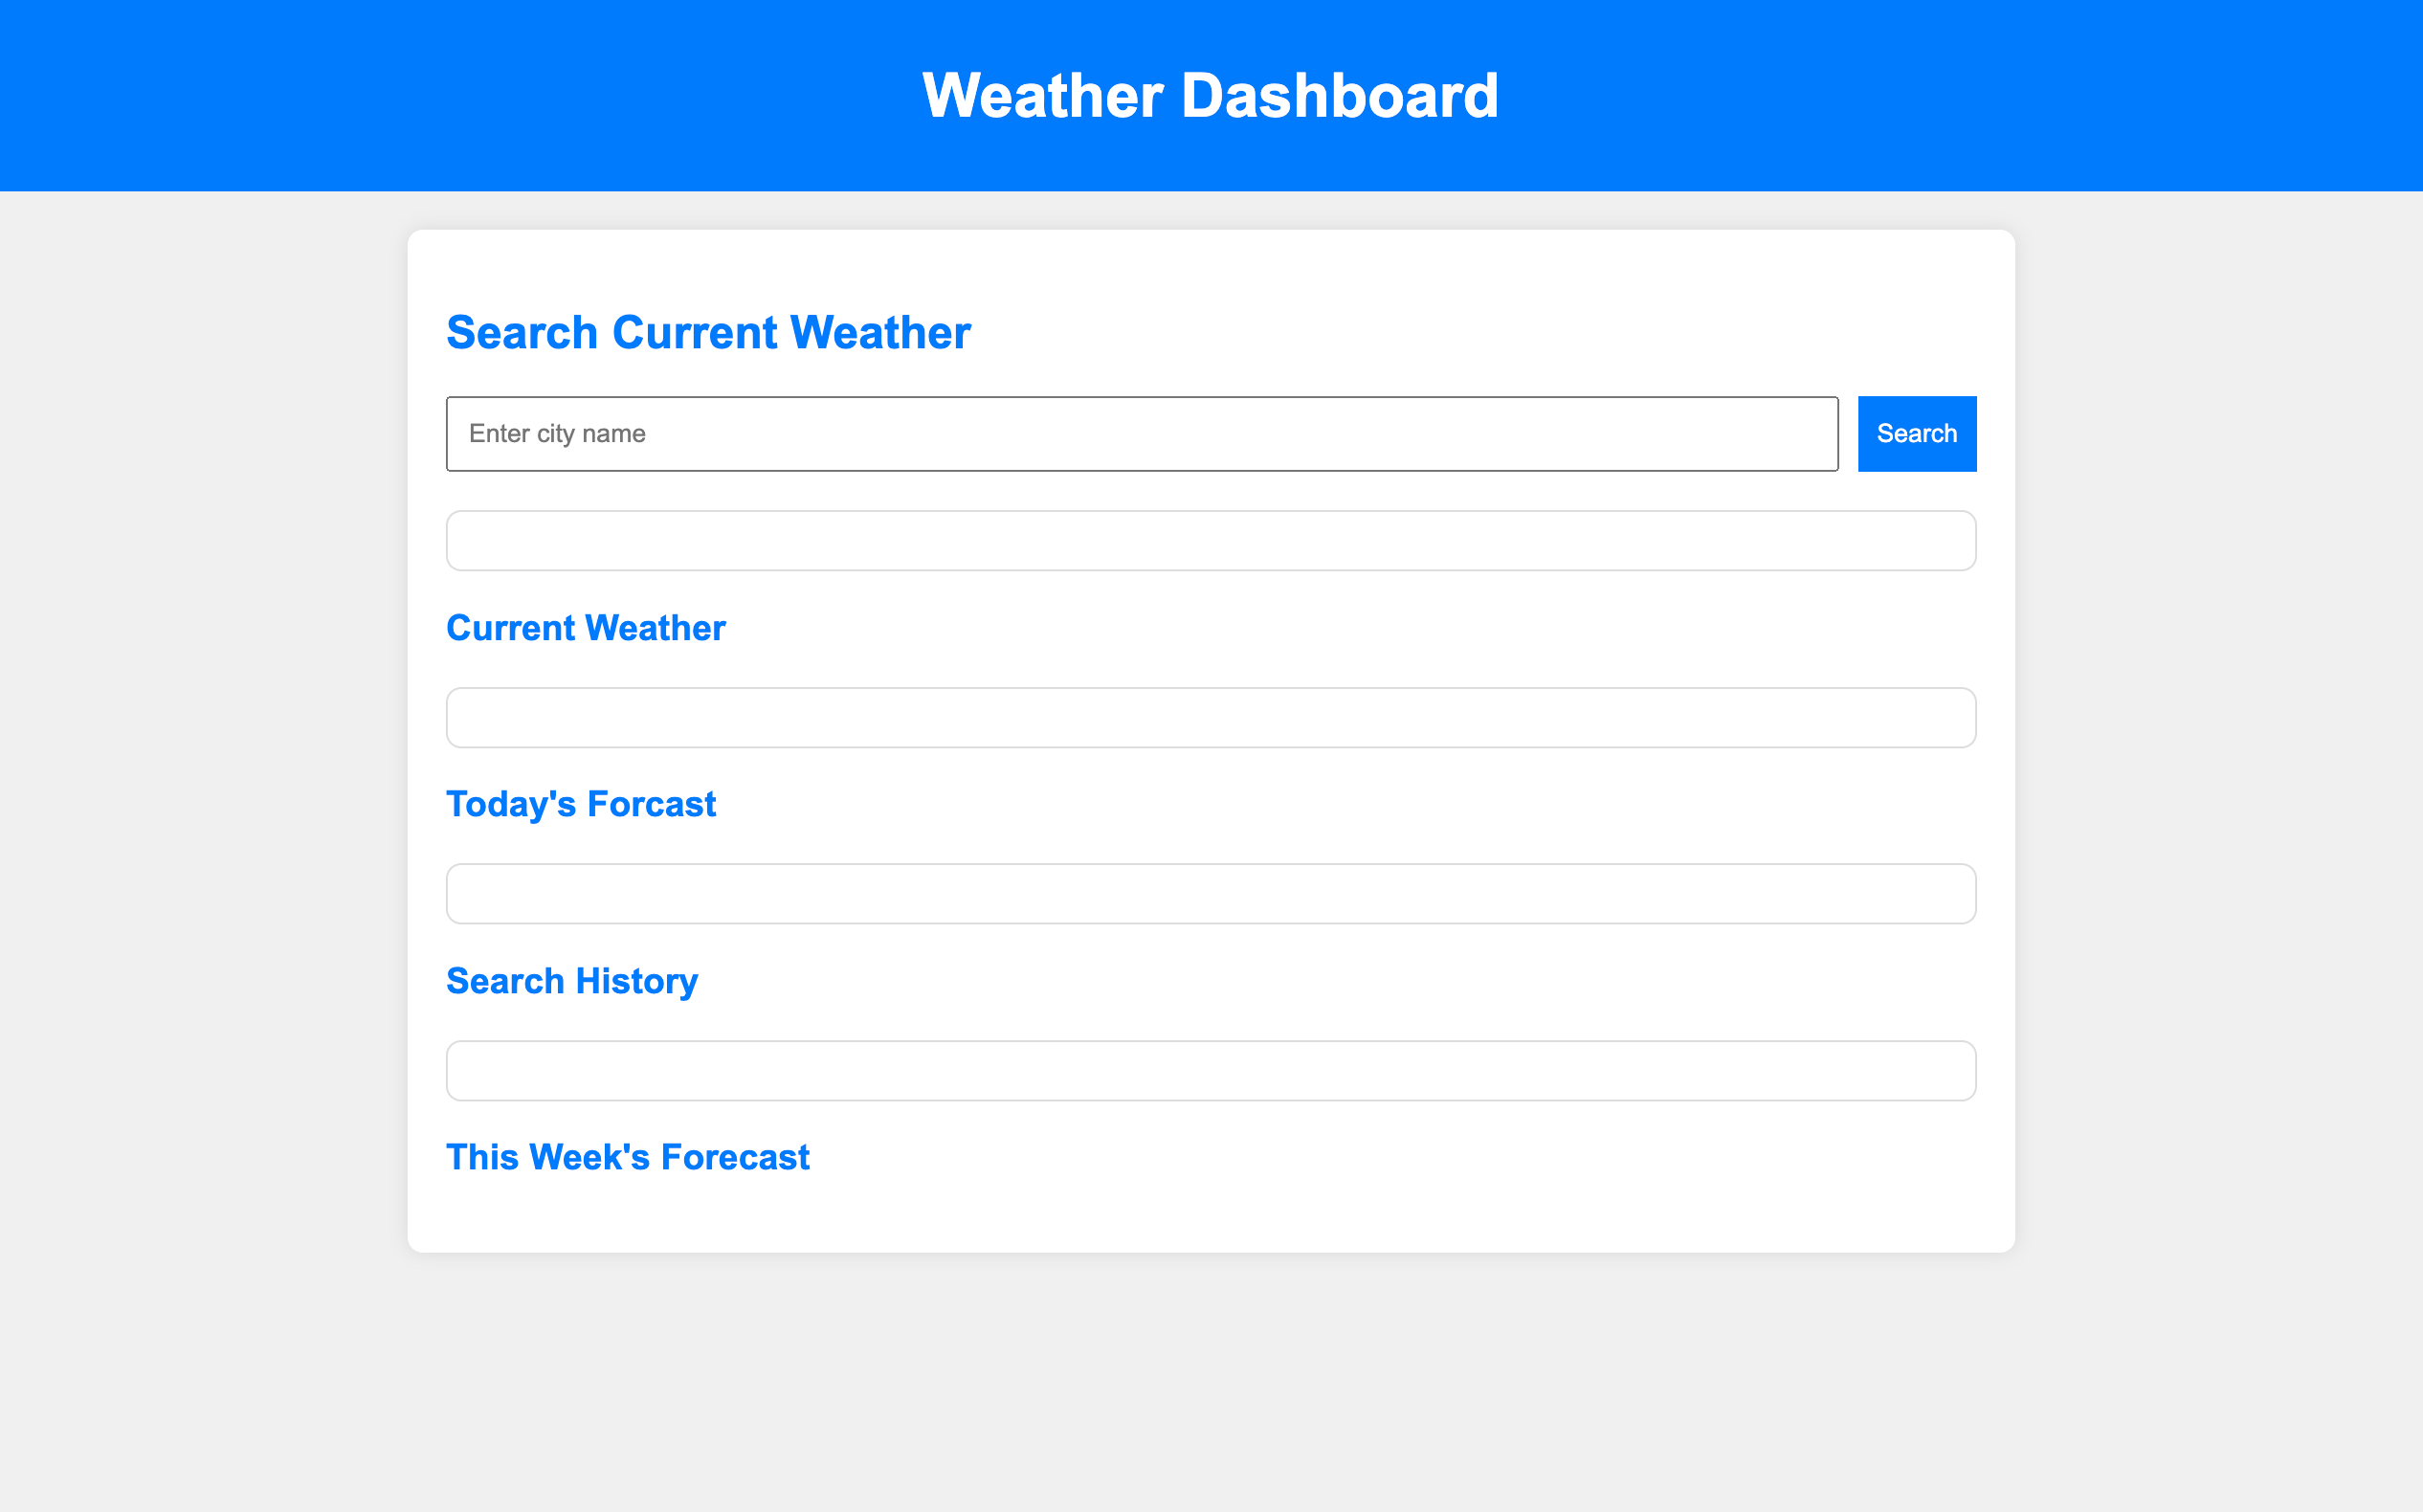 Weather Dashboard
Search Current Weather
Enter city name
Search
Current Weather
Today's Forcast
Search History
This Week's Forecast